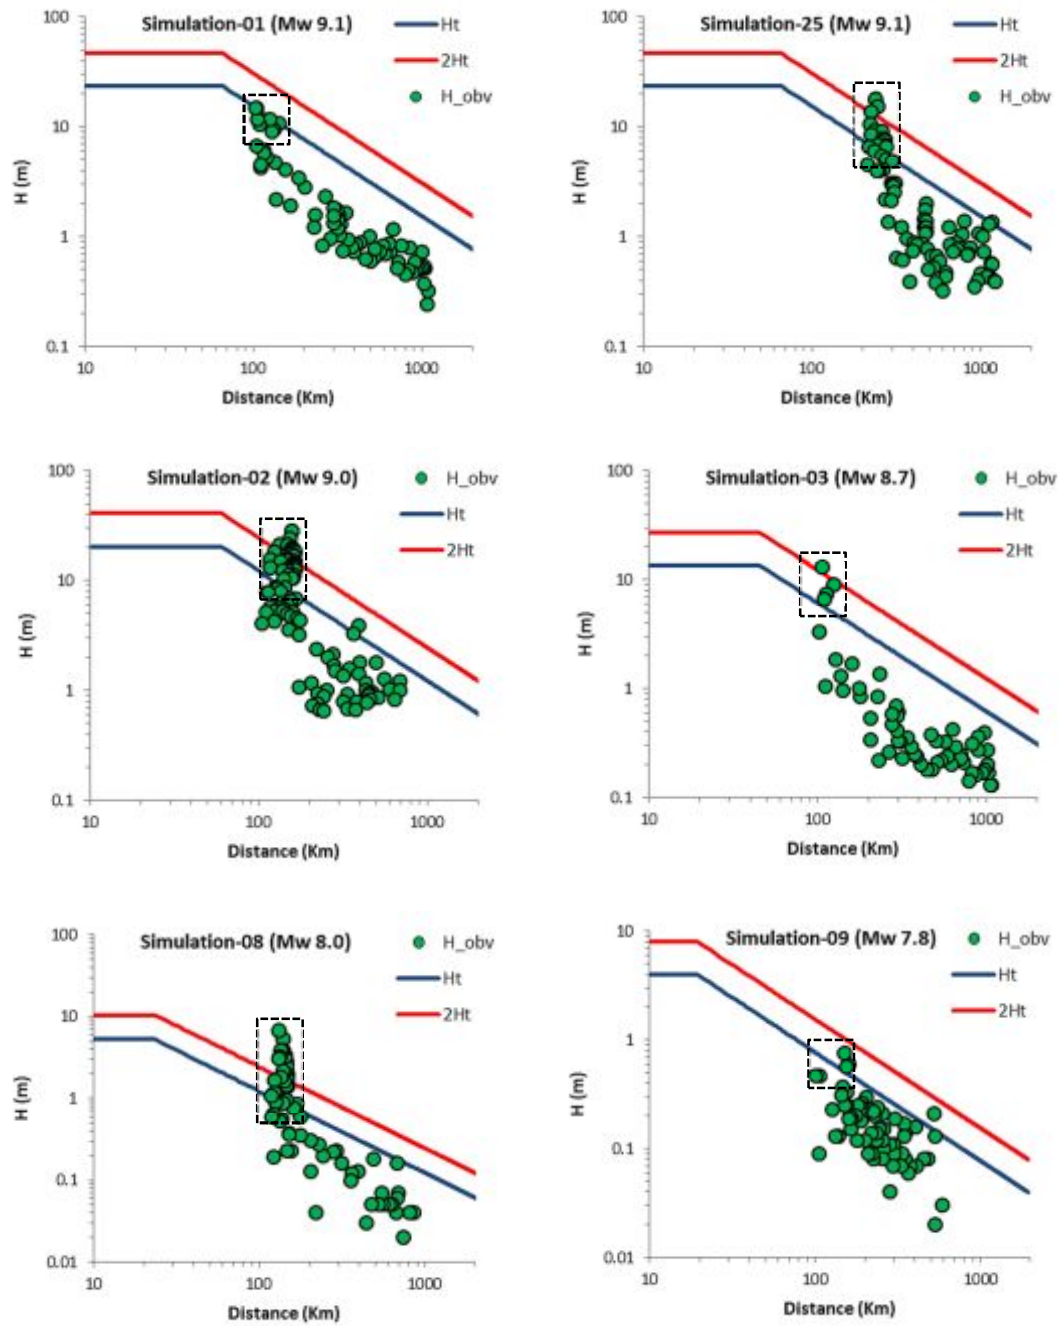 Simulation-01 (Mw 9.1)
Ht
2Ht
H_obv
100
10
1
0.1
H (m)
10
100
1000
Distance (Km)
Simulation-25 (Mw 9.1)
Ht
2Ht
H_obv
100
10
1
0.1
H (m)
10
100
1000
Distance (Km)
Simulation-02 (Mw 9.0)
H_obv
Ht
2Ht
100
10
1
0.1
H (m)
10
100
1000
Distance (Km)
Simulation-03 (Mw 8.7)
H_obv
Ht
2Ht
100
10
1
0.1
H (m)
10
100
1000
Distance (Km)
Simulation-08 (Mw 8.0)
H_obv
Ht
2Ht
100
10
1
0.1
0.01
H (m)
10
100
1000
Distance (Km)
Simulation-09 (Mw 7.8)
H_obv
Ht
2Ht
10
1
0.1
0.01
H (m)
10
100
1000
Distance (Km)